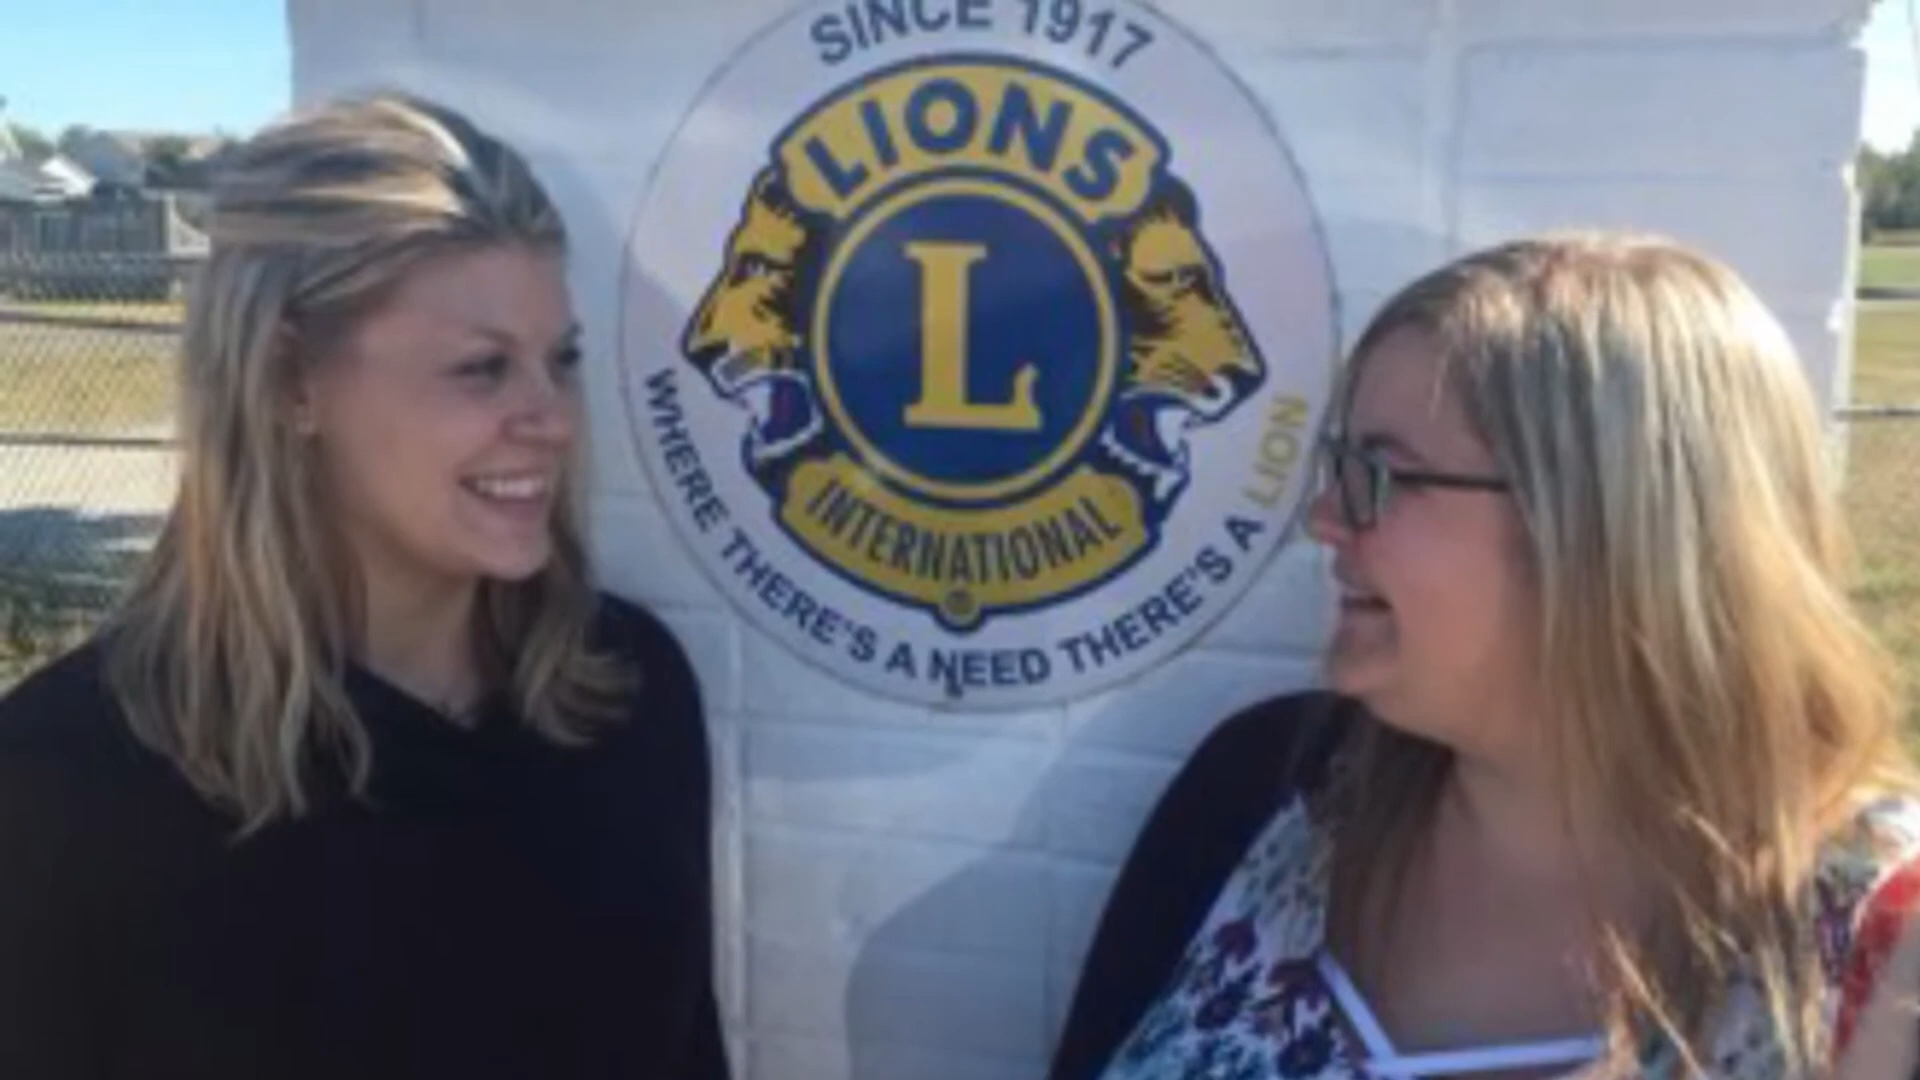 SINCE 1917
LIONS
L
INTERNATIONAL
WHERE THERE'S A NEED THERE'S A LION